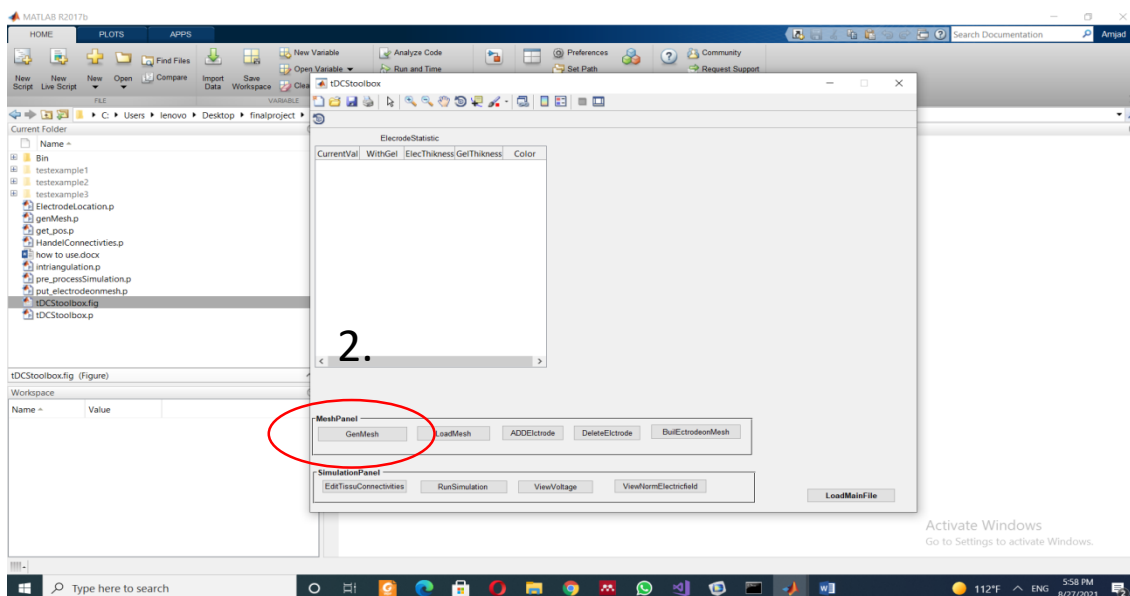 MATLAB R2017b
HOME PLOTS APPS
Search Documentation
Amjad
New Script
New Live Script
New
Open
Find Files
Compare
Import Data
Save Workspace
New Variable
Open Variable
Analyze Code
Run and Time
Preferences
Set Path
Community
Request Support
FILE
VARIABLE
C: Users lenovo Desktop finalproject
Current Folder
Name
Bin
testexample1
testexample2
testexample3
ElectrodeLocation.p
genMesh.p
get_pos.p
HandelConnectivties.p
how to use.docx
intriangulation.p
pre_processSimulation.p
put_electrodeonmesh.p
tDCStoolbox.fig
tDCStoolbox.p
tDCStoolbox.fig (Figure)
Workspace
Name Value
tDCStoolbox
ElecrodeStatistic
CurrentVal WithGel ElecThikness GelThikness Color
2.
MeshPanel
GenMesh LoadMesh ADDElctrode DeleteElctrode BuilEctrodeonMesh
SimulationPanel
EditTissuConnectivities RunSimulation ViewVoltage ViewNormElectricfield
LoadMainFile
Activate Windows
Go to Settings to activate Windows.
Type here to search
112°F ENG
5:58 PM
8/27/2021